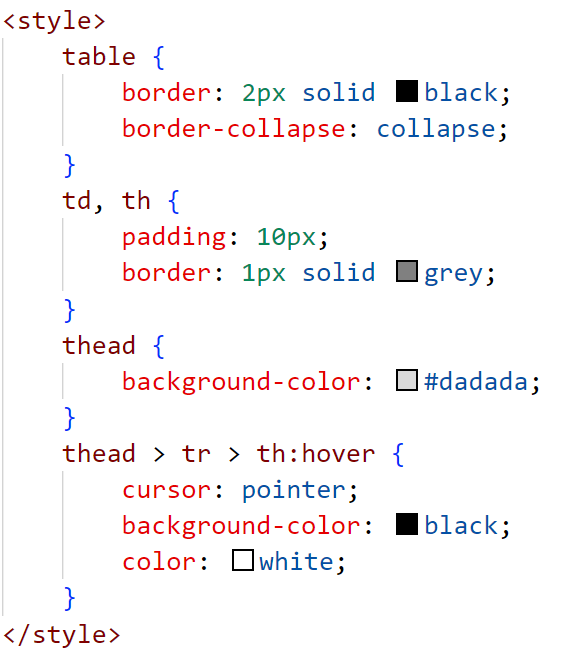 <style>
table {
border: 2px solid black;
border-collapse: collapse;
}
td, th {
padding: 10px;
border: 1px solid grey;
}
thead {
background-color: #dadada;
}
thead > tr > th:hover {
cursor: pointer;
background-color: black;
color: white;
}
</style>